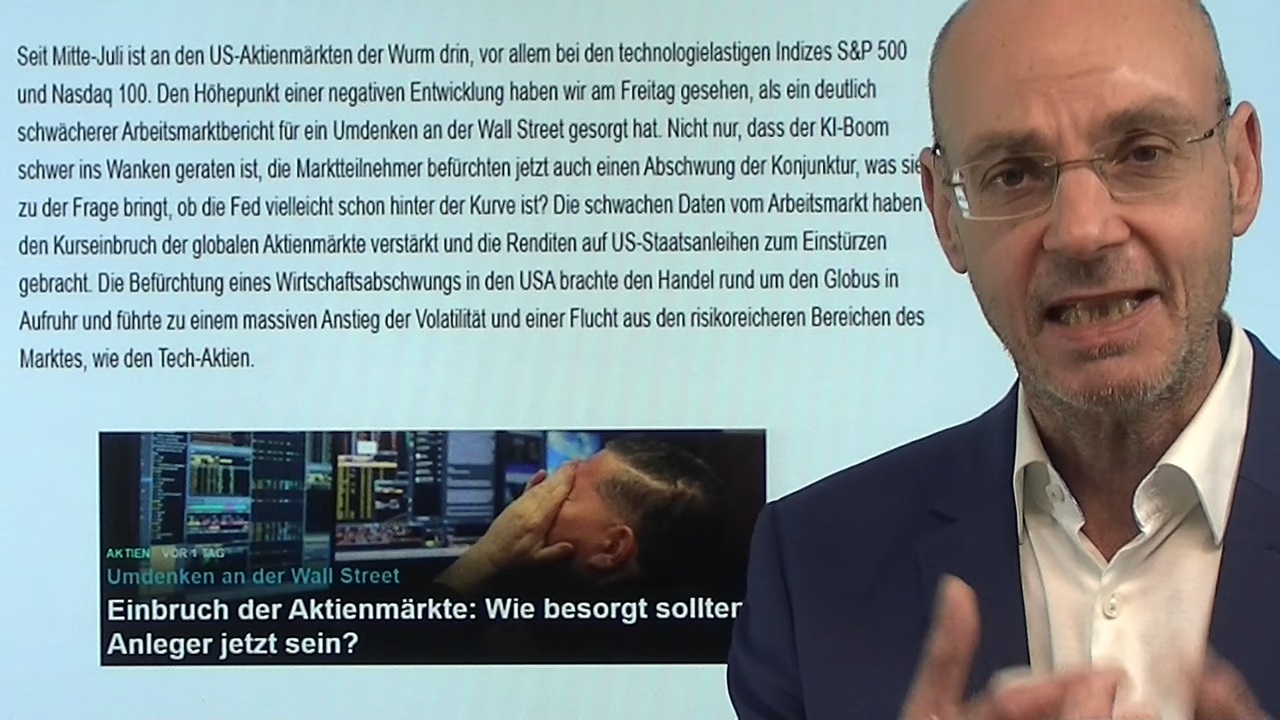 Seit Mitte-Juli ist an den US-Aktienmärkten der Wurm drin, vor allem bei den technologielastigen Indizes S&P 500
und Nasdaq 100. Den Höhepunkt einer negativen Entwicklung haben wir am Freitag gesehen, als ein deutlich
schwächerer Arbeitsmarktbericht für ein Umdenken an der Wall Street gesorgt hat. Nicht nur, dass der KI-Boom
schwer ins Wanken geraten ist, die Marktteilnehmer befürchten jetzt auch einen Abschwung der Konjunktur, was sie
zu der Frage bringt, ob die Fed vielleicht schon hinter der Kurve ist? Die schwachen Daten vom Arbeitsmarkt haben
den Kurseinbruch der globalen Aktienmärkte verstärkt und die Renditen auf US-Staatsanleihen zum Einstürzen
gebracht. Die Befürchtung eines Wirtschaftsabschwungs in den USA brachte den Handel rund um den Globus in
Aufruhr und führte zu einem massiven Anstieg der Volatilität und einer Flucht aus den risikoreicheren Bereichen des
Marktes, wie den Tech-Aktien.
AKTIEN VOR 1 TAG
Umdenken an der Wall Street
Einbruch der Aktienmärkte: Wie besorgt sollter
Anleger jetzt sein?